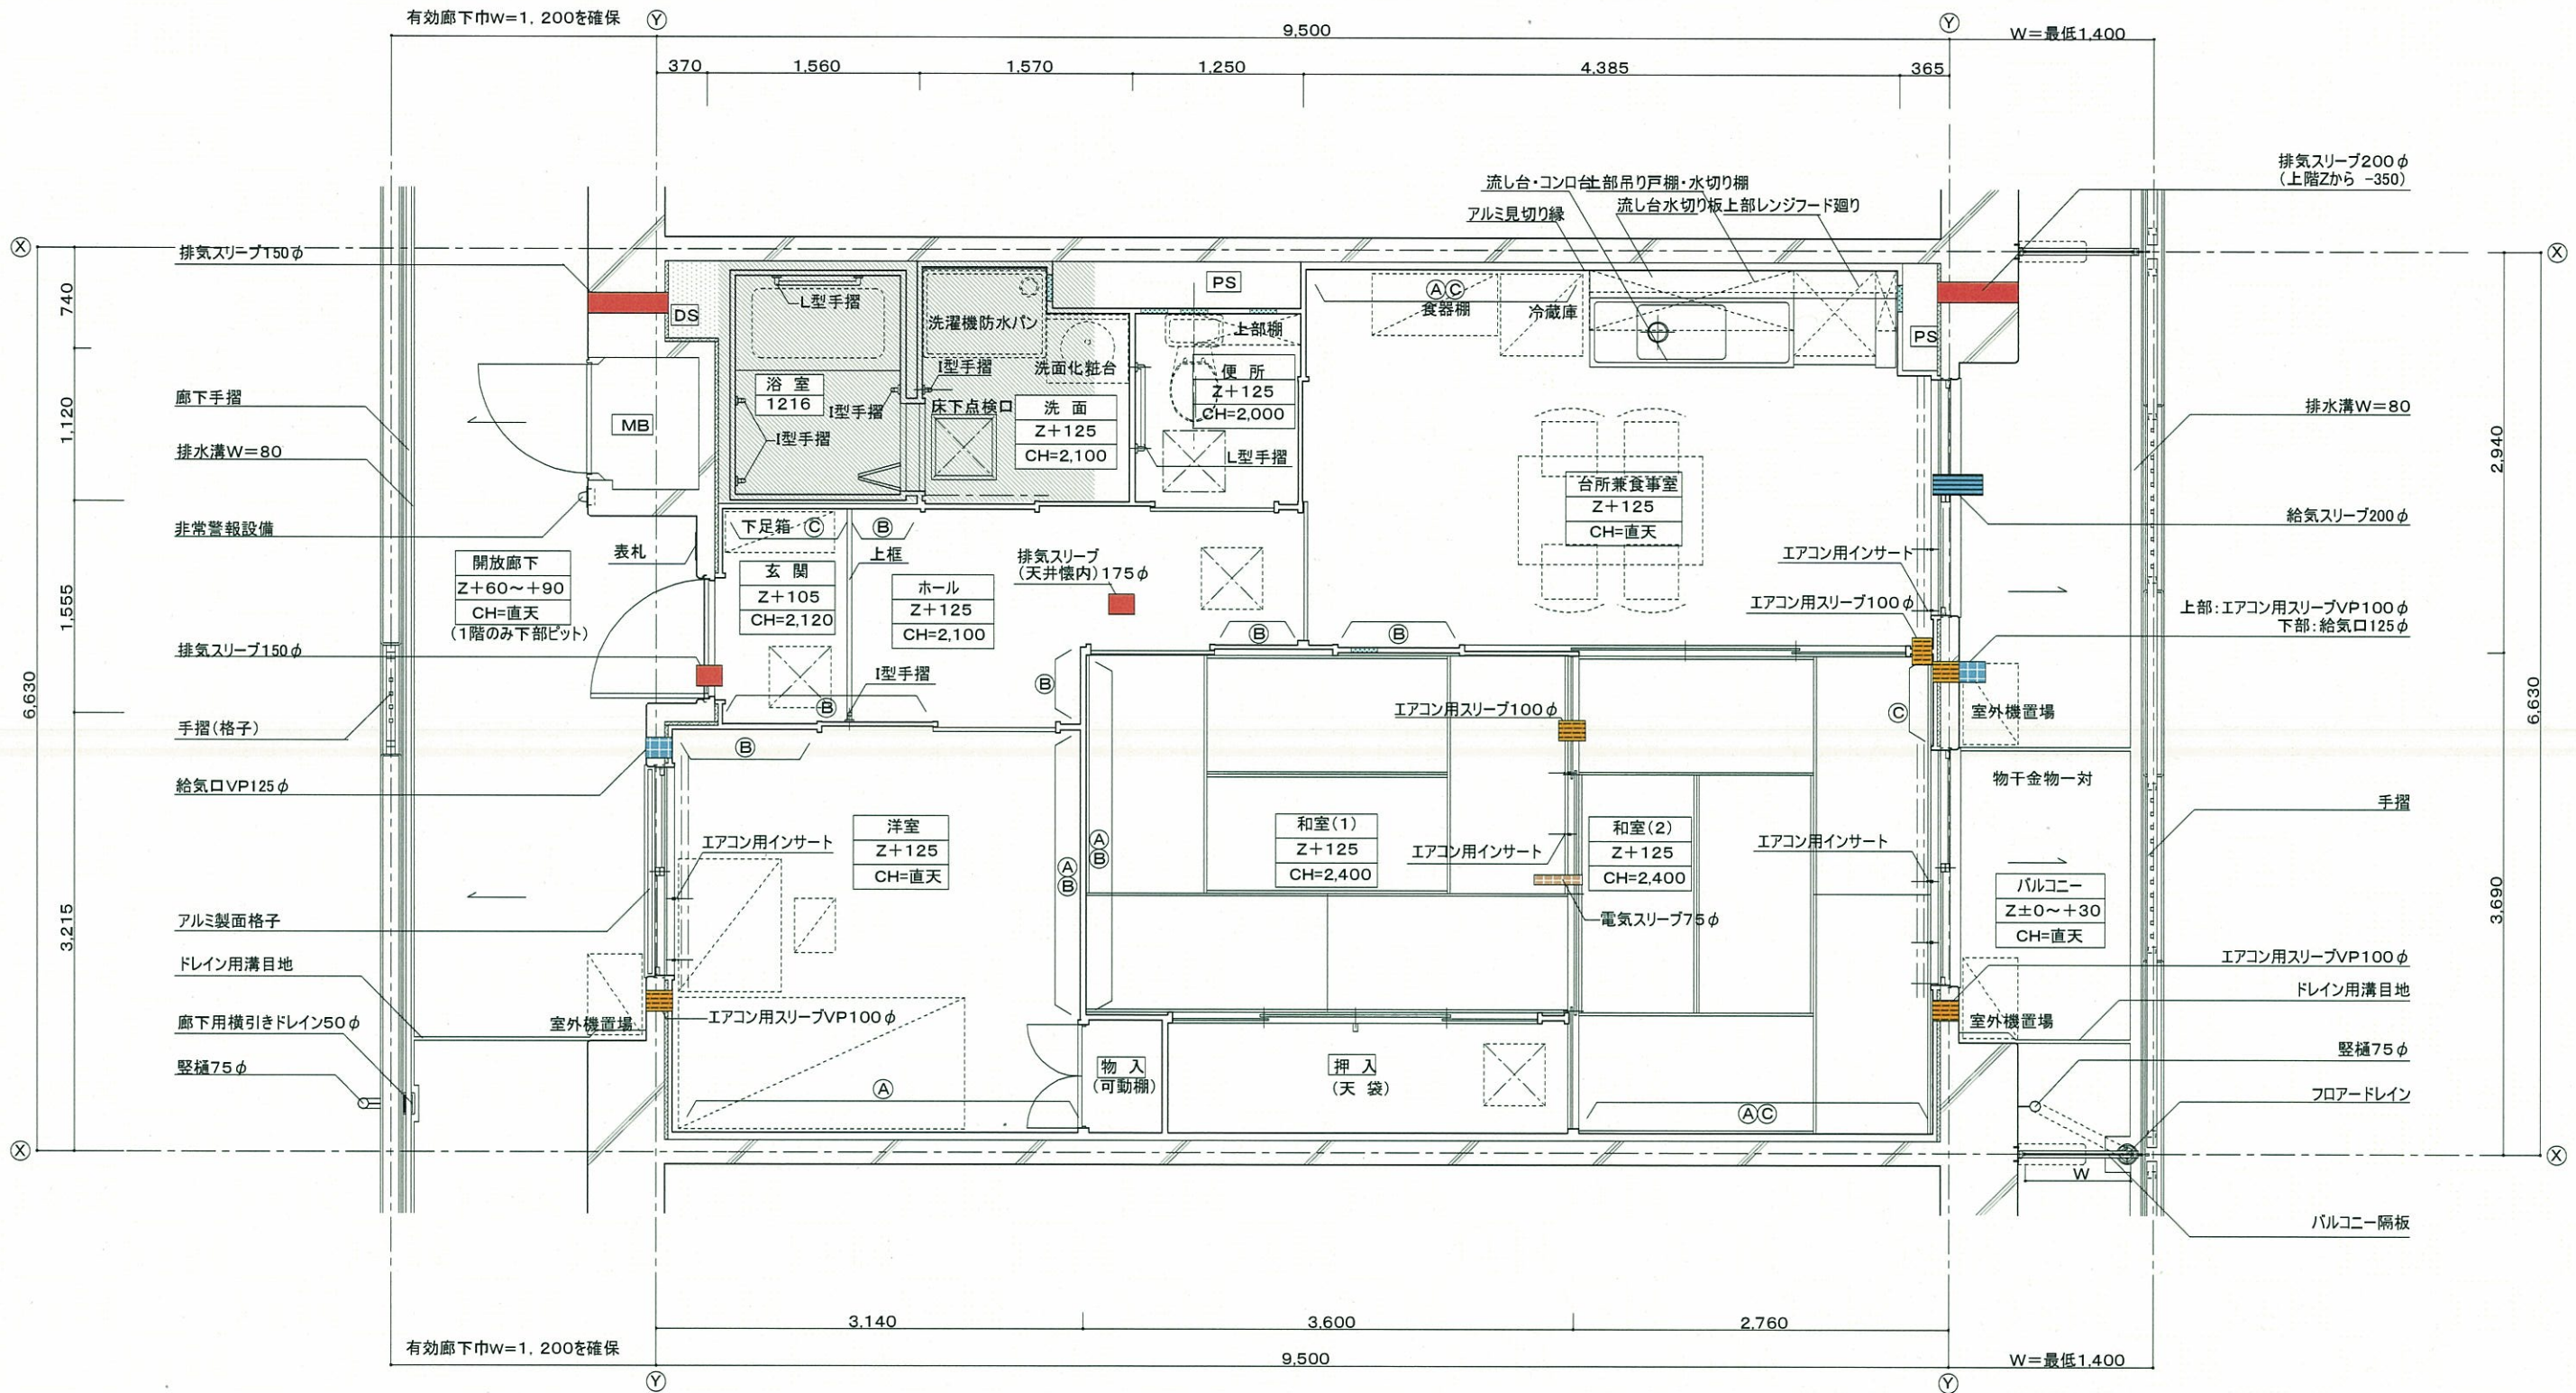 有効廊下巾W=1,200を確保
Ⓨ
Ⓨ
9,500
W=最低1,400
370
1,560
1,570
1,250
4,385
365
排気スリーブ200φ
(上階Zから -350)
流し台・コンロ台
上部吊り戸棚・水切り棚
アルミ見切り縁
流し台水切り板
上部レンジフード廻り
Ⓧ
Ⓧ
排気スリーブ150φ
740
DS
L型手摺
洗濯機防水パン
PS
上部棚
ⒶⒸ
食器棚
冷蔵庫
PS
廊下手摺
1,120
MB
浴室
1216
I型手摺
I型手摺
I型手摺
洗面化粧台
床下点検口
洗面
Z+125
CH=2,100
便所
Z+125
CH=2,000
L型手摺
排水溝W=80
排水溝W=80
2,940
台所兼食事室
Z+125
CH=直天
給気スリーブ200φ
非常警報設備
表札
下足箱
Ⓒ
Ⓑ
上框
開放廊下
Z+60～+90
CH=直天
(1階のみ下部ピット)
玄関
Z+105
CH=2,120
ホール
Z+125
CH=2,100
排気スリーブ
(天井懐内)175φ
エアコン用インサート
エアコン用スリーブ100φ
上部:エアコン用スリーブVP100φ
下部:給気口125φ
1,555
6,630
6,630
排気スリーブ150φ
I型手摺
Ⓑ
Ⓑ
Ⓑ
Ⓑ
エアコン用スリーブ100φ
Ⓒ
室外機置場
手摺(格子)
Ⓑ
給気口VP125φ
物干金物一対
手摺
洋室
Z+125
CH=直天
エアコン用インサート
Ⓐ
Ⓑ
Ⓐ
Ⓑ
和室(1)
Z+125
CH=2,400
エアコン用インサート
和室(2)
Z+125
CH=2,400
エアコン用インサート
電気スリーブ75φ
バルコニー
Z±0～+30
CH=直天
3,215
3,690
アルミ製面格子
ドレイン用溝目地
エアコン用スリーブVP100φ
ドレイン用溝目地
廊下用横引きドレイン50φ
室外機置場
エアコン用スリーブVP100φ
室外機置場
竪樋75φ
竪樋75φ
物入
(可動棚)
押入
(天袋)
Ⓐ
ⒶⒸ
フロアードレイン
Ⓧ
Ⓧ
W
バルコニー隔板
3,140
3,600
2,760
有効廊下巾W=1,200を確保
9,500
W=最低1,400
Ⓨ
Ⓨ